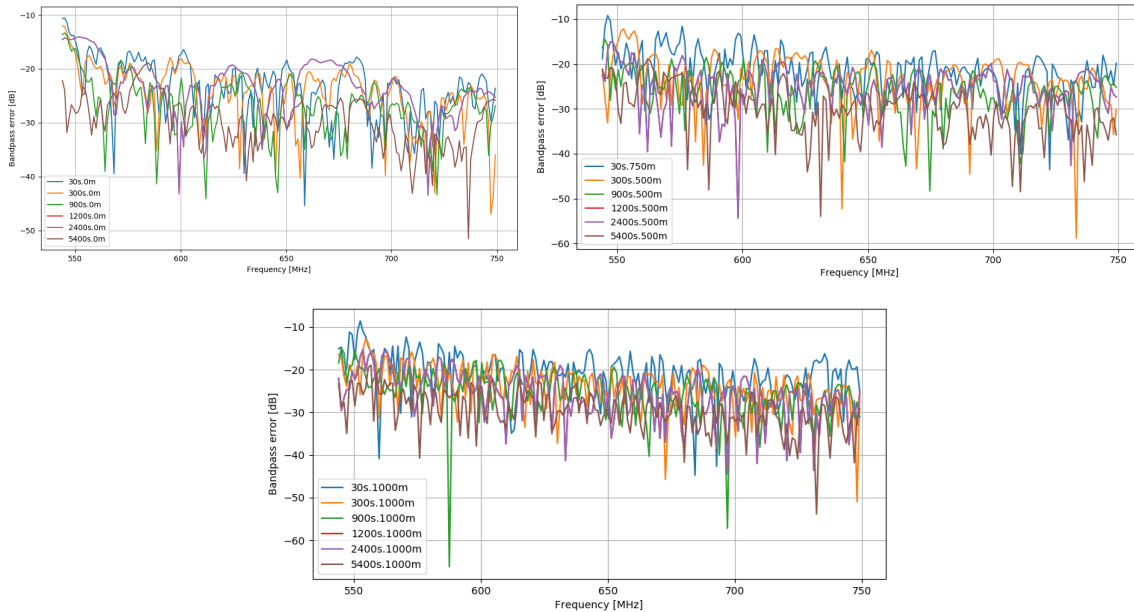 −10
−20
−30
−40
−50
Bandpass error [dB]
30s.0m
300s.0m
900s.0m
1200s.0m
2400s.0m
5400s.0m
550
600
650
700
750
Frequency [MHz]
−10
−20
−30
−40
−50
−60
Bandpass error [dB]
30s.750m
300s.500m
900s.500m
1200s.500m
2400s.500m
5400s.500m
550
600
650
700
750
Frequency [MHz]
−10
−20
−30
−40
−50
−60
Bandpass error [dB]
30s.1000m
300s.1000m
900s.1000m
1200s.1000m
2400s.1000m
5400s.1000m
550
600
650
700
750
Frequency [MHz]